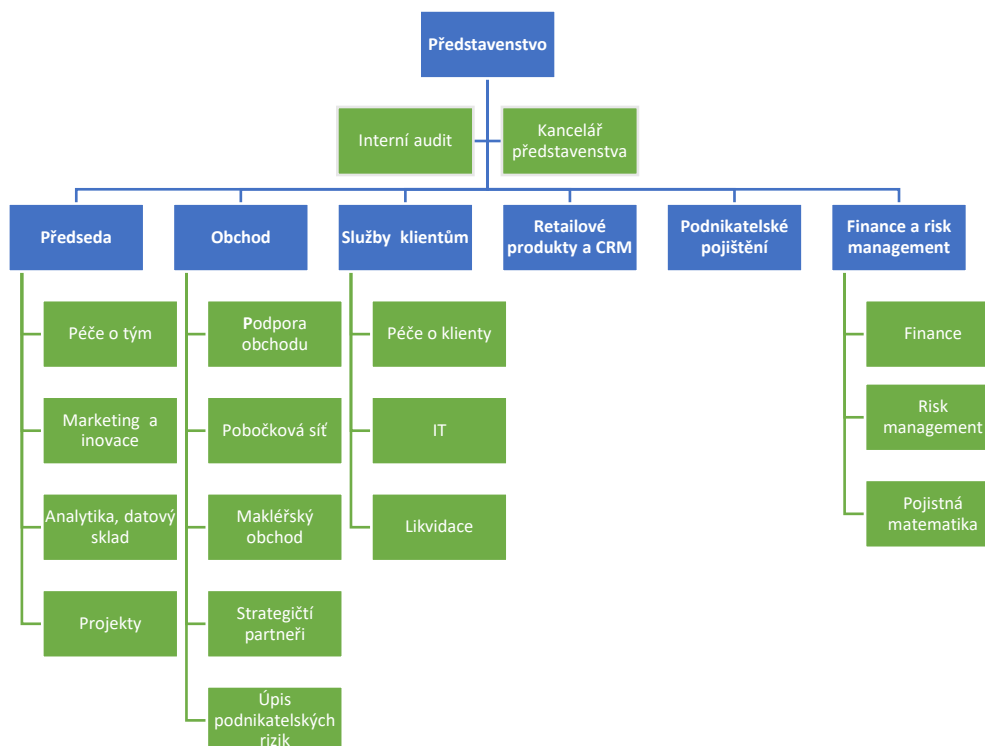 Představenstvo
Interní audit
Kancelář
představenstva
Předseda
Obchod
Služby klientům
Retailové
produkty a CRM
Podnikatelské
pojištění
Finance a risk
management
Péče o tým
Marketing a
inovace
Analytika, datový
sklad
Projekty
Podpora
obchodu
Pobočková síť
Makléřský
obchod
Strategičtí
partneři
Úpis
podnikatelských
rizik
Péče o klienty
IT
Likvidace
Finance
Risk
management
Pojistná
matematika